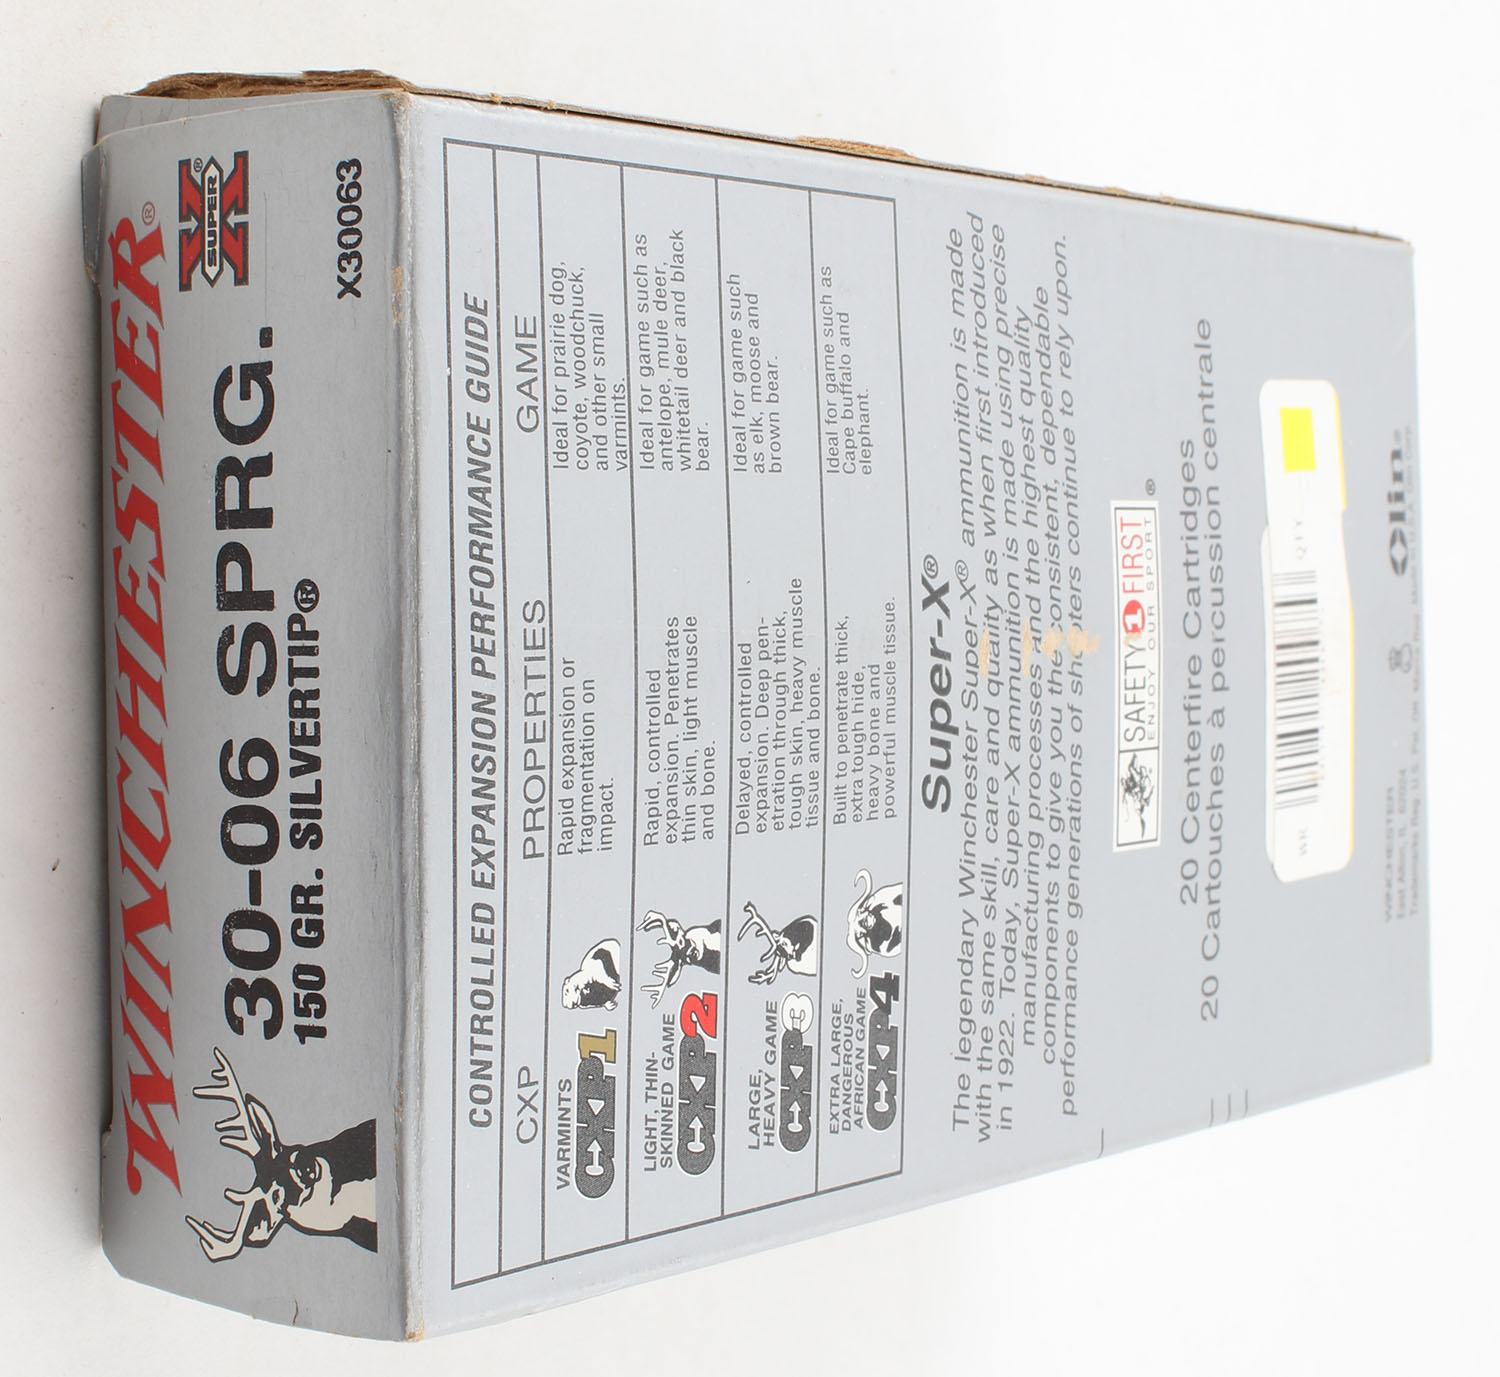 WINCHESTER®
SUPER X®
30-06 SPRG.
150 GR. SILVERTIP®
X30063
CONTROLLED EXPANSION PERFORMANCE GUIDE
CXP PROPERTIES GAME
VARMINTS
CXP1
Rapid expansion or
fragmentation on
impact.
Ideal for prairie dog,
coyote, woodchuck,
and other small
varmints.
LIGHT, THIN-
SKINNED GAME
CXP2
Rapid, controlled
expansion. Penetrates
thin skin, light muscle
and bone.
Ideal for game such as
antelope, mule deer,
whitetail deer and black
bear.
LARGE,
HEAVY GAME
CXP3
Delayed, controlled
expansion. Deep pen-
etration through thick,
tough skin, heavy muscle
tissue and bone.
Ideal for game such
as elk, moose and
brown bear.
EXTRA LARGE,
DANGEROUS
AFRICAN GAME
CXP4
Built to penetrate thick,
extra tough hide,
heavy bone and
powerful muscle tissue.
Ideal for game such as
Cape buffalo and
elephant.
Super-X®
The legendary Winchester Super-X® ammunition is made
with the same skill, care and quality as when first introduced
in 1922. Today, Super-X ammunition is made using precise
manufacturing processes and the highest quality
components to give you the consistent, dependable
performance generations of shooters continue to rely upon.
SAFETY 1 FIRST
ENJOY OUR SPORT ®
20 Centerfire Cartridges
20 Cartouches à percussion centrale
WR QTY
Olin
WINCHESTER
East Alton, IL 62024